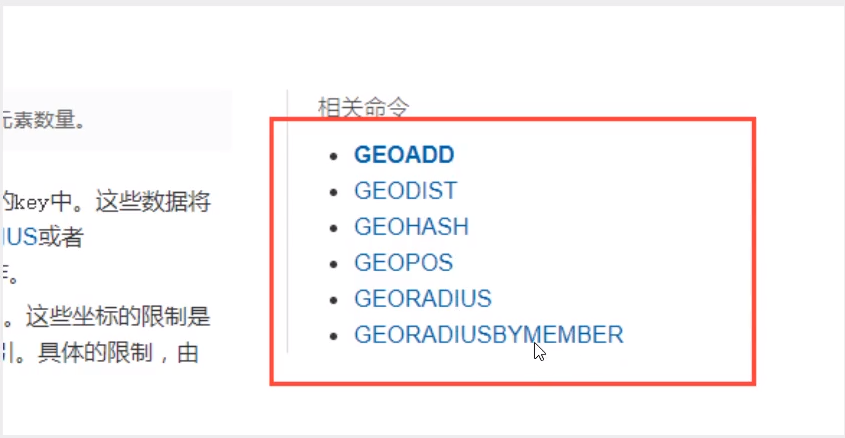 元素数量。
的key中。这些数据将
IUS或者
作。
。这些坐标的限制是
引。具体的限制，由
相关命令
GEOADD
GEODIST
GEOHASH
GEOPOS
GEORADIUS
GEORADIUSBYMEMBER